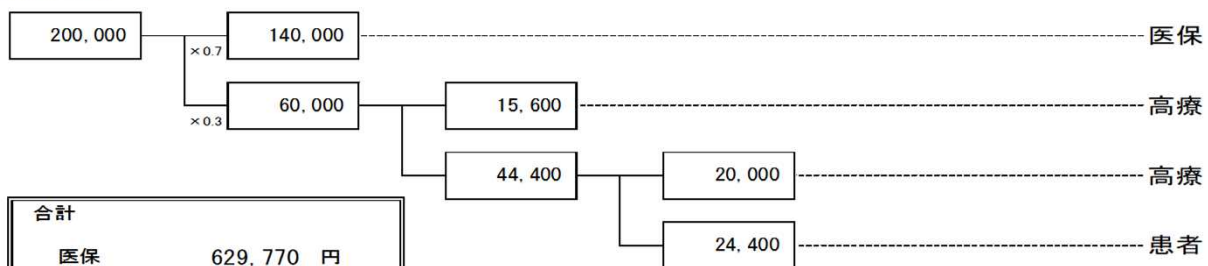 200,000 ×0.7 140,000 医保
×0.3 60,000 15,600 高療
44,400 20,000 高療
24,400 患者
合計
医保 629,770 円